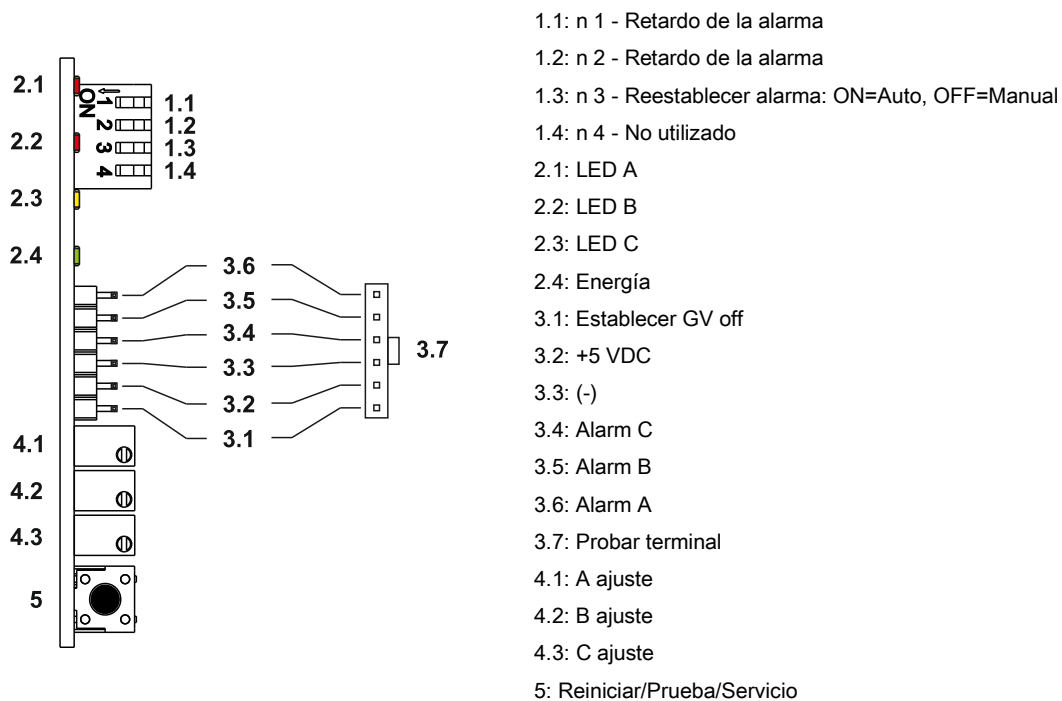 2.1
2.2
2.3
2.4
ON
1
2
3
4
1.1
1.2
1.3
1.4
3.6
3.5
3.4
3.3
3.2
3.1
3.7
4.1
4.2
4.3
5
1.1: n 1 - Retardo de la alarma
1.2: n 2 - Retardo de la alarma
1.3: n 3 - Reestablecer alarma: ON=Auto, OFF=Manual
1.4: n 4 - No utilizado
2.1: LED A
2.2: LED B
2.3: LED C
2.4: Energía
3.1: Establecer GV off
3.2: +5 VDC
3.3: (-)
3.4: Alarm C
3.5: Alarm B
3.6: Alarm A
3.7: Probar terminal
4.1: A ajuste
4.2: B ajuste
4.3: C ajuste
5: Reiniciar/Prueba/Servicio